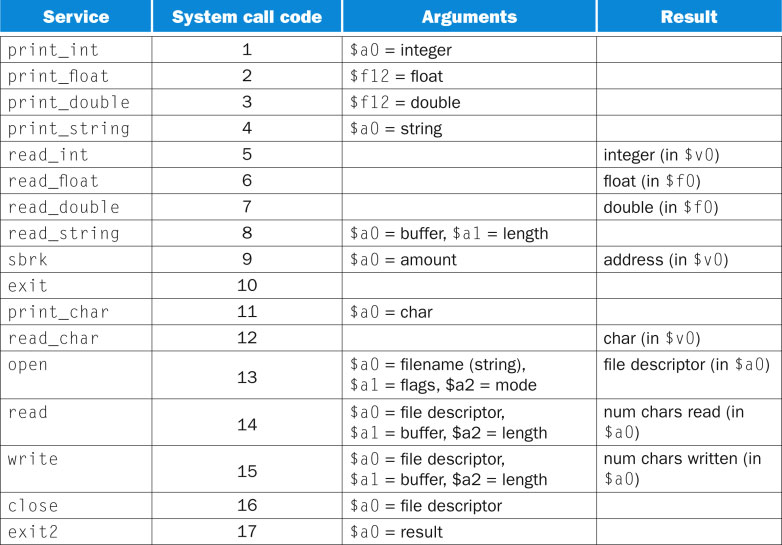 Service System call code Arguments Result
print_int 1 $a0 = integer
print_float 2 $f12 = float
print_double 3 $f12 = double
print_string 4 $a0 = string
read_int 5 integer (in $v0)
read_float 6 float (in $f0)
read_double 7 double (in $f0)
read_string 8 $a0 = buffer, $a1 = length
sbrk 9 $a0 = amount address (in $v0)
exit 10
print_char 11 $a0 = char
read_char 12 char (in $v0)
open 13 $a0 = filename (string), file descriptor (in $a0)
$a1 = flags, $a2 = mode
read 14 $a0 = file descriptor, num chars read (in
$a1 = buffer, $a2 = length $a0)
write 15 $a0 = file descriptor, num chars written (in
$a1 = buffer, $a2 = length $a0)
close 16 $a0 = file descriptor
exit2 17 $a0 = result